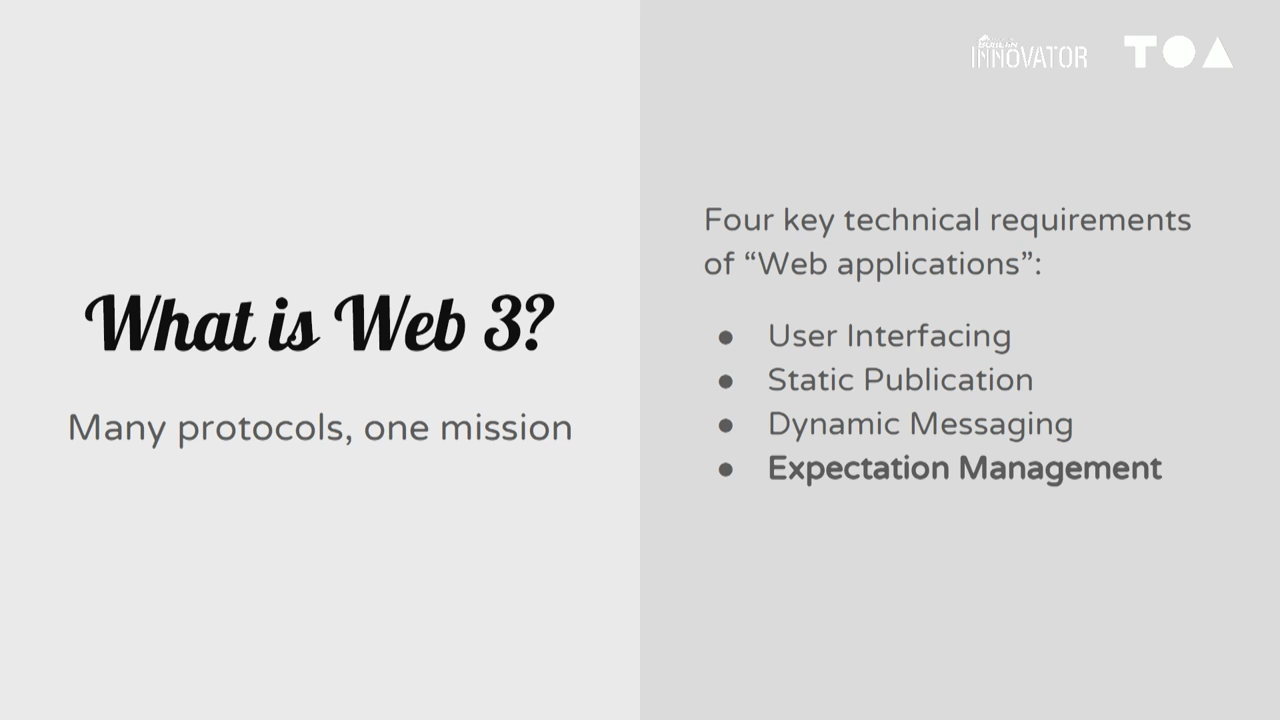 INNOVATOR
TOA
What is Web 3?
Many protocols, one mission
Four key technical requirements
of “Web applications”:
● User Interfacing
● Static Publication
● Dynamic Messaging
● Expectation Management